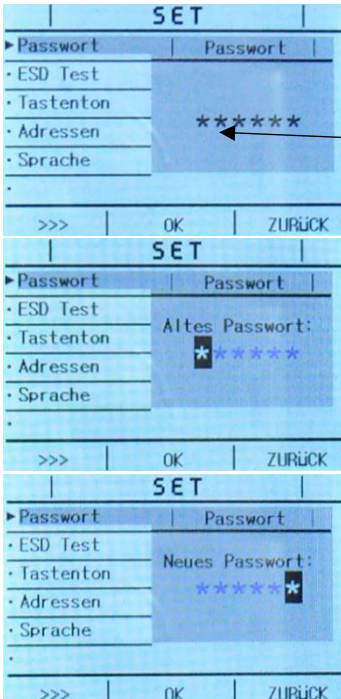 SET
►Passwort | Passwort |
· ESD Test
· Tastenton
******
· Adressen
· Sprache
·
>>> OK ZURüCK
SET
►Passwort | Passwort |
· ESD Test
Altes Passwort:
· Tastenton
******
· Adressen
· Sprache
·
>>> OK ZURüCK
SET
►Passwort | Passwort |
· ESD Test
Neues Passwort:
· Tastenton
******
· Adressen
· Sprache
·
>>> OK ZURüCK